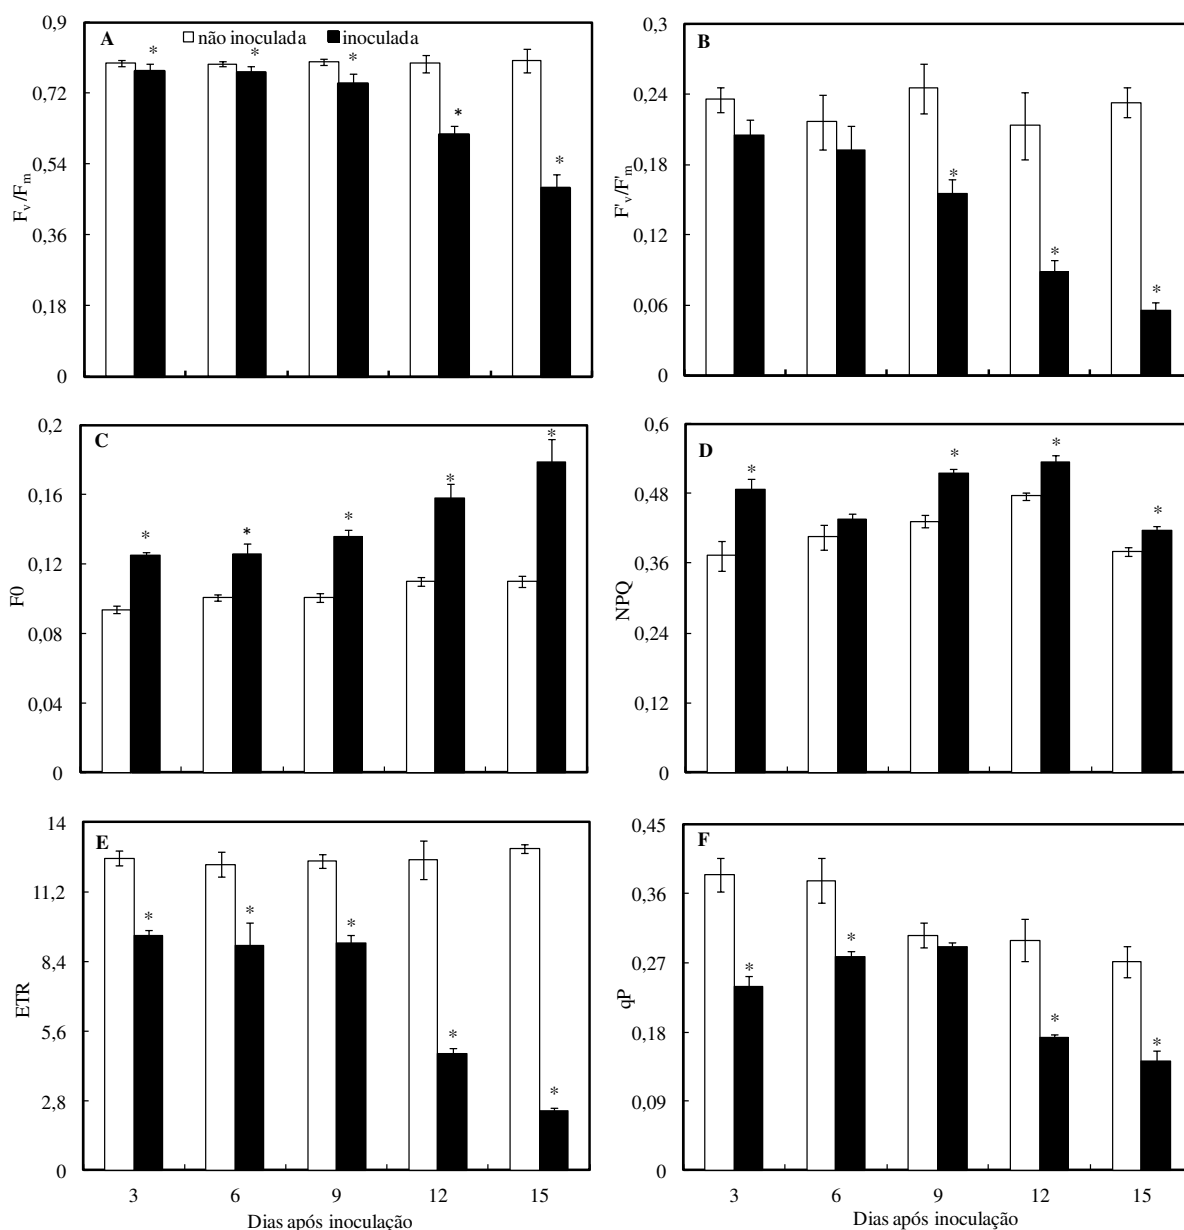 A
não inoculada
inoculada
0,9
0,72
0,54
0,36
0,18
0
Fv/Fm
* * * * *
B
0,3
0,24
0,18
0,12
0,06
0
F'v/F'm
* * *
C
0,2
0,16
0,12
0,08
0,04
0
F0
* * * * *
D
0,6
0,48
0,36
0,24
0,12
0
NPQ
* * * *
E
14
11,2
8,4
5,6
2,8
0
ETR
* * * * *
3 6 9 12 15
Dias após inoculação
F
0,45
0,36
0,27
0,18
0,09
0
qP
* * * *
3 6 9 12 15
Dias após inoculação